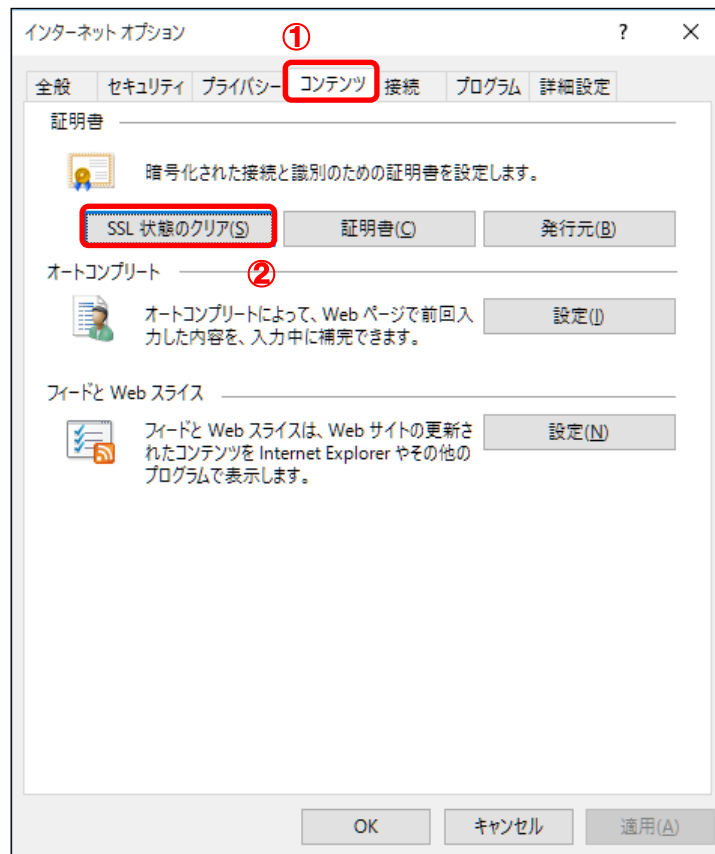 インターネット オプション ? ×
①
全般 セキュリティ プライバシー コンテンツ 接続 プログラム 詳細設定
証明書
暗号化された接続と識別のための証明書を設定します。
SSL 状態のクリア(S) 証明書(C) 発行元(B)
②
オートコンプリート
オートコンプリートによって、Web ページで前回入
力した内容を、入力中に補完できます。
設定(I)
フィードと Web スライス
フィードと Web スライスは、Web サイトの更新さ
れたコンテンツを Internet Explorer やその他の
プログラムで表示します。
設定(N)
OK キャンセル 適用(A)